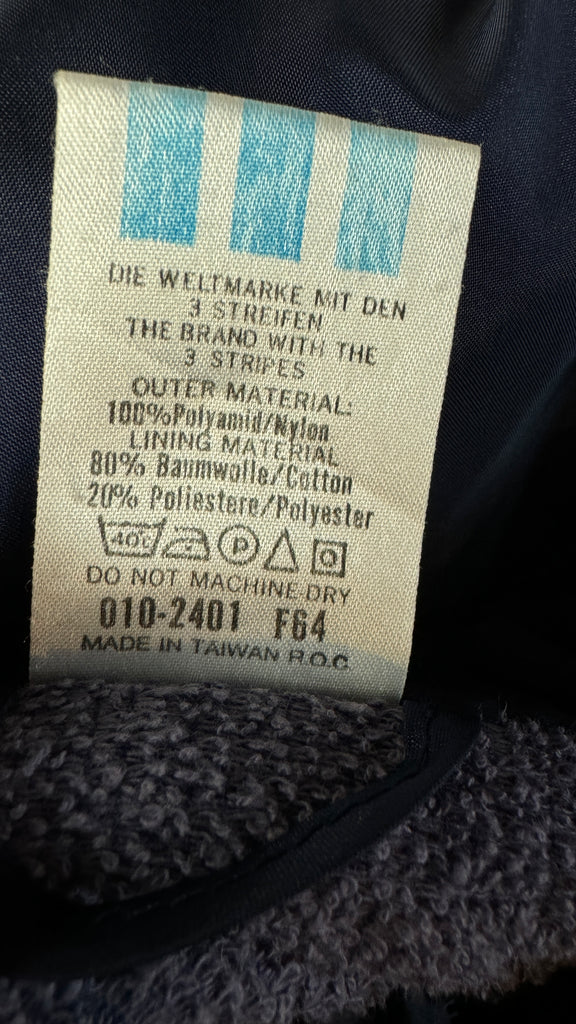 DIE WELTMARKE MIT DEN
3 STREIFEN
THE BRAND WITH THE
3 STRIPES
OUTER MATERIAL:
100%Polyamid/Nylon
LINING MATERIAL
80% Baumwolle/Cotton
20% Poliestere/Polyester
40°C P
DO NOT MACHINE DRY
010-2401 F64
MADE IN TAIWAN R.O.C.